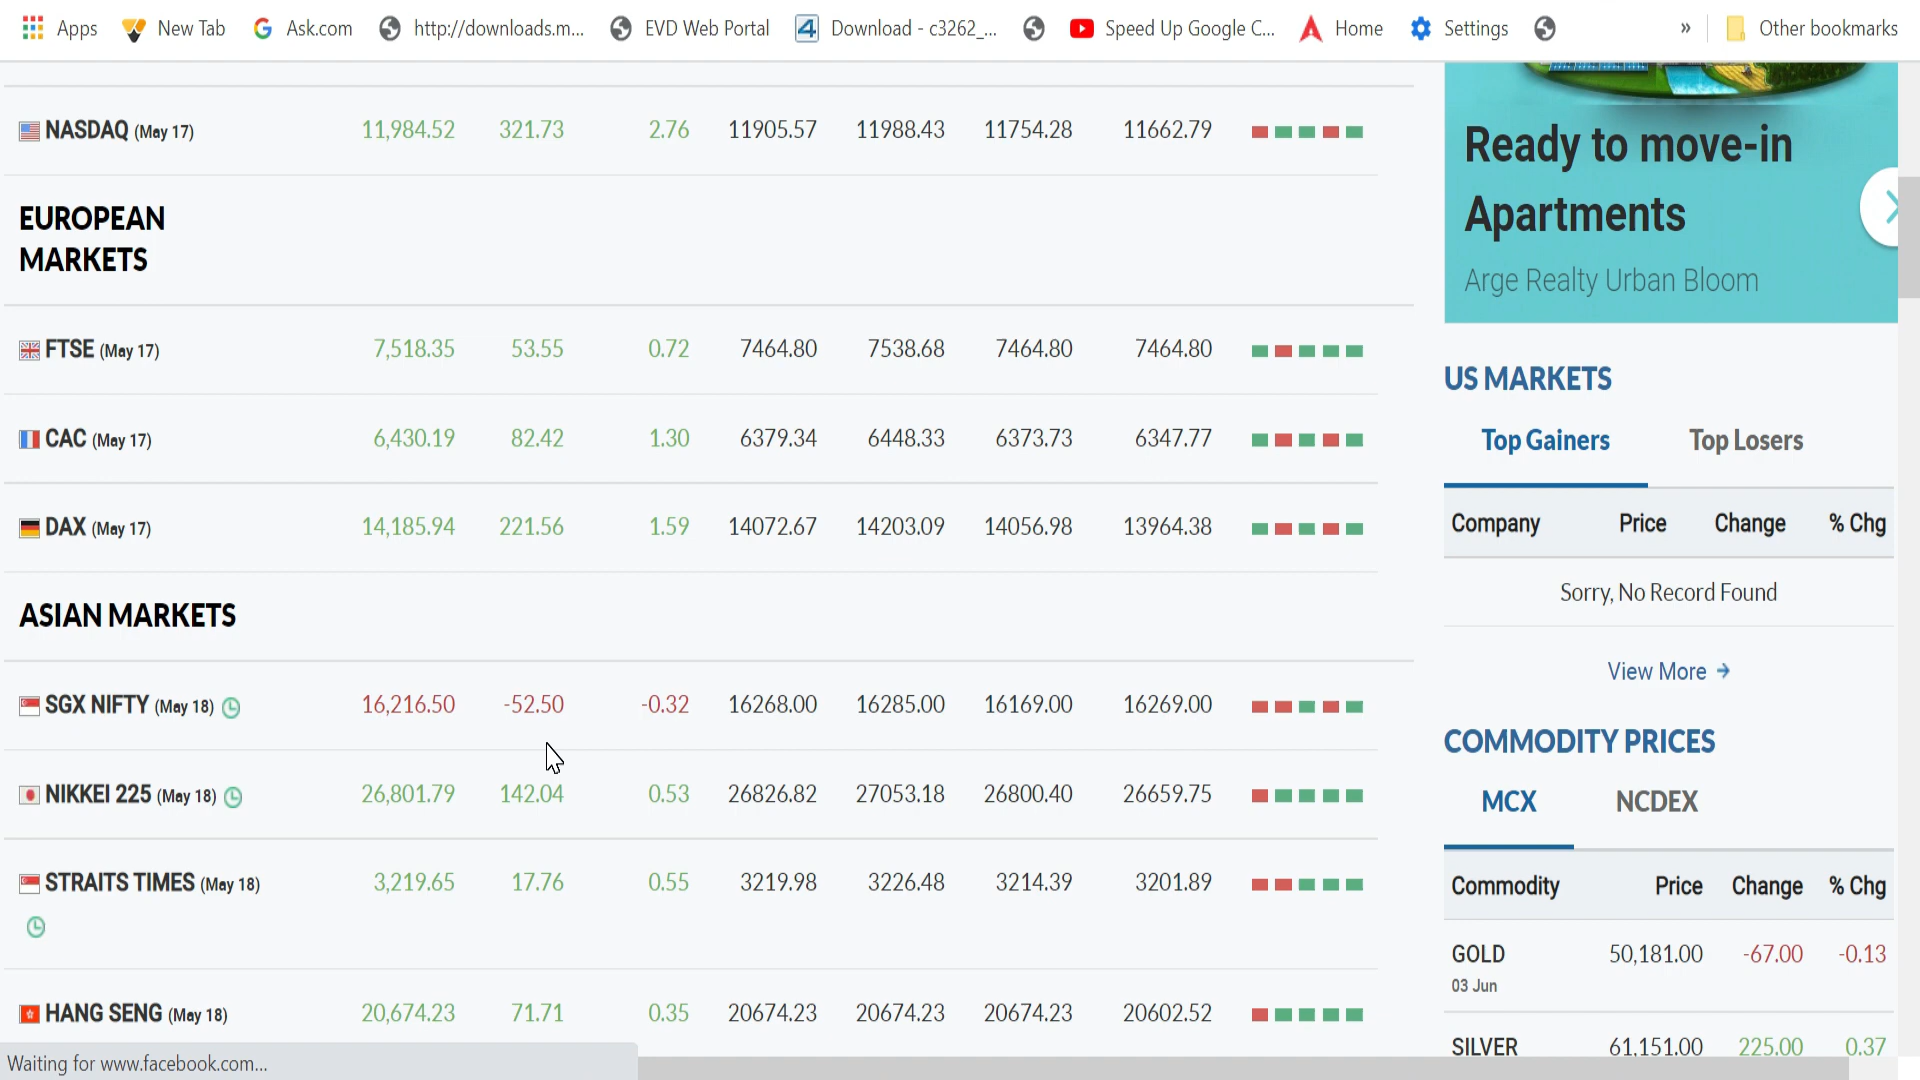 Apps New Tab Ask.com http://downloads.m... EVD Web Portal Download - c3262_... Speed Up Google C... Home Settings » Other bookmarks
NASDAQ (May 17) 11,984.52 321.73 2.76 11905.57 11988.43 11754.28 11662.79
EUROPEAN
MARKETS
FTSE (May 17) 7,518.35 53.55 0.72 7464.80 7538.68 7464.80 7464.80
CAC (May 17) 6,430.19 82.42 1.30 6379.34 6448.33 6373.73 6347.77
DAX (May 17) 14,185.94 221.56 1.59 14072.67 14203.09 14056.98 13964.38
ASIAN MARKETS
SGX NIFTY (May 18) 16,216.50 -52.50 -0.32 16268.00 16285.00 16169.00 16269.00
NIKKEI 225 (May 18) 26,801.79 142.04 0.53 26826.82 27053.18 26800.40 26659.75
STRAITS TIMES (May 18) 3,219.65 17.76 0.55 3219.98 3226.48 3214.39 3201.89
HANG SENG (May 18) 20,674.23 71.71 0.35 20674.23 20674.23 20674.23 20602.52
Waiting for www.facebook.com...
Ready to move-in
Apartments
Arge Realty Urban Bloom
US MARKETS
Top Gainers Top Losers
Company Price Change % Chg
Sorry, No Record Found
View More
COMMODITY PRICES
MCX NCDEX
Commodity Price Change % Chg
GOLD 50,181.00 -67.00 -0.13
03 Jun
SILVER 61,151.00 225.00 0.37